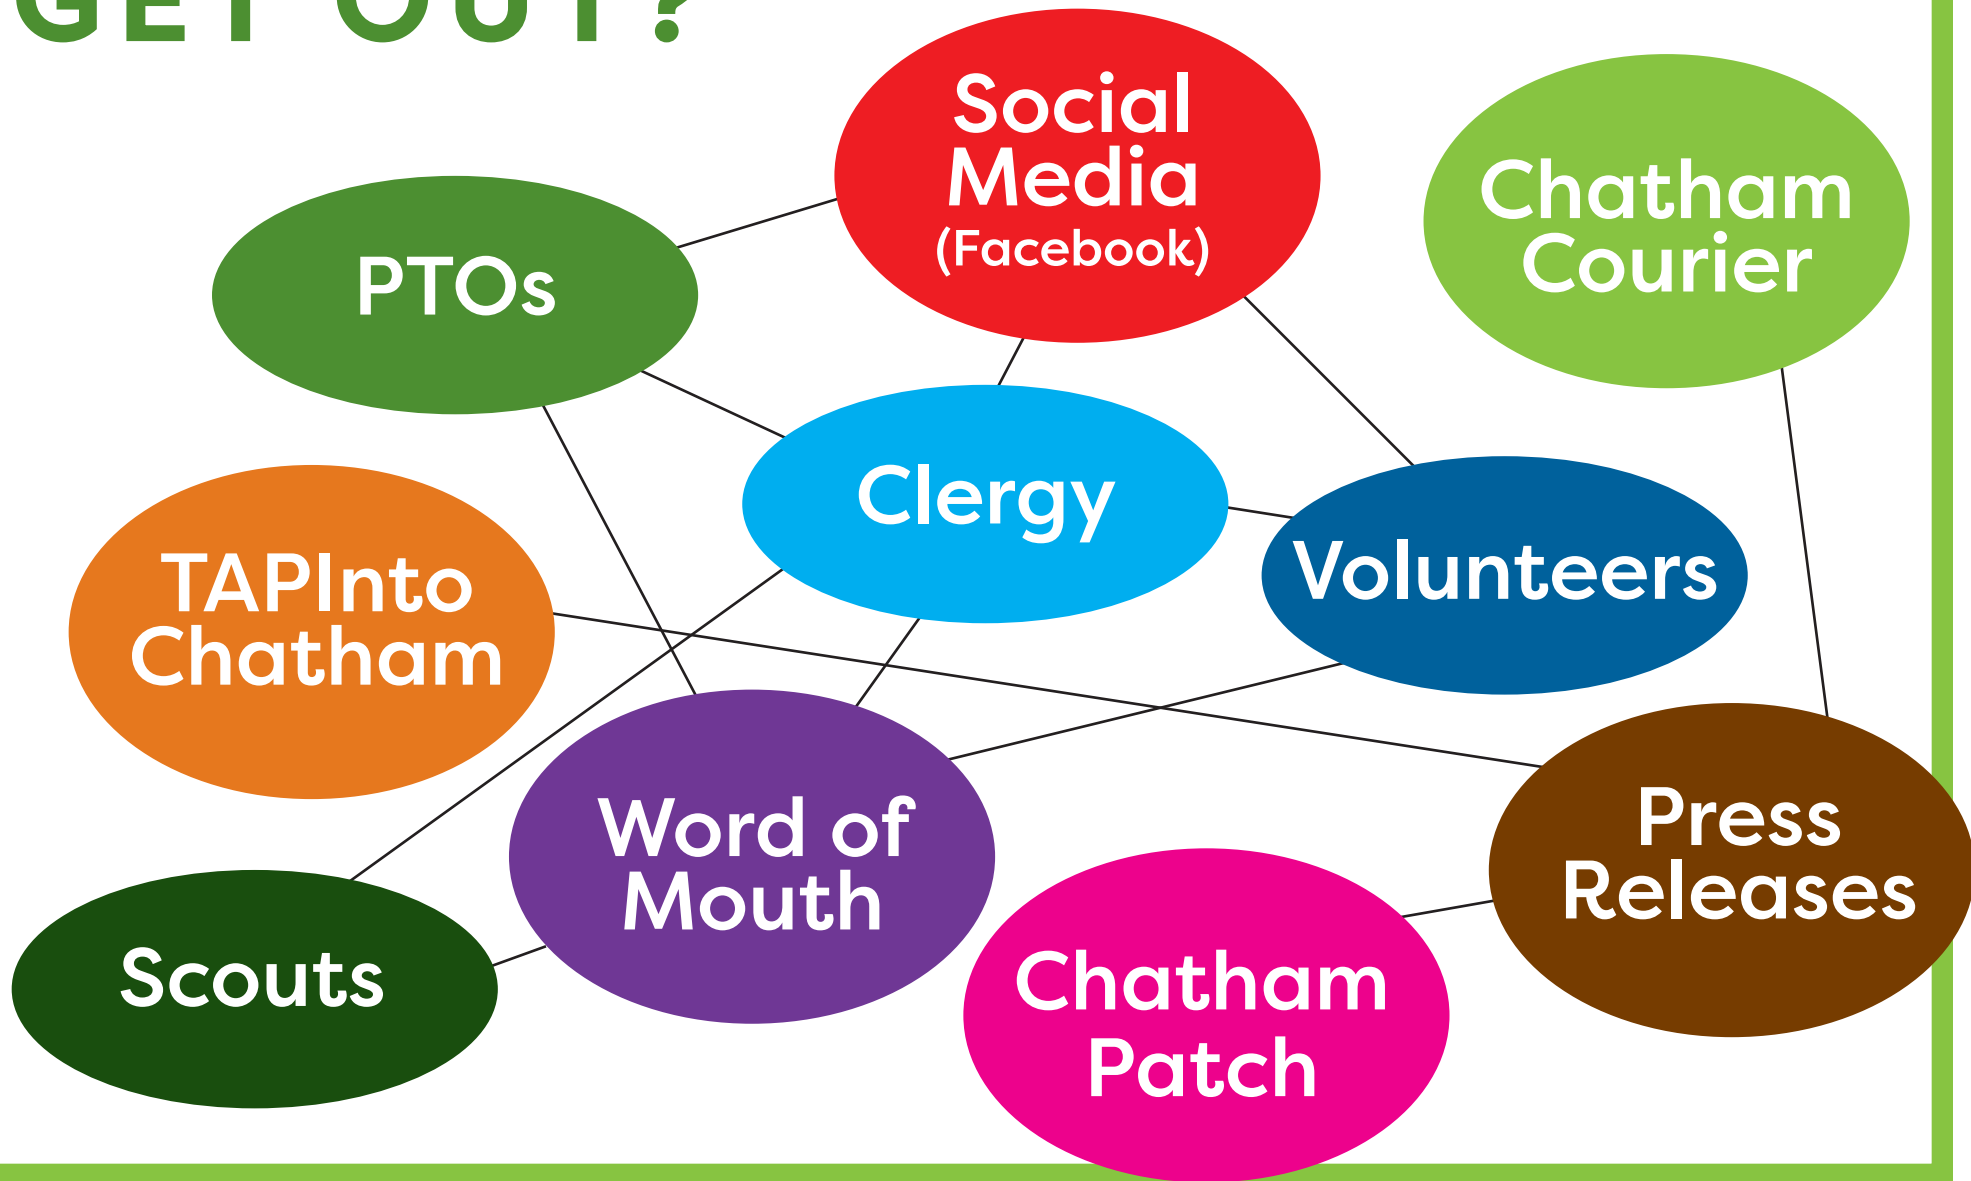 GET OUT?
Social
Media
(Facebook)
Chatham
Courier
PTOs
Clergy
Volunteers
TAPInto
Chatham
Word of
Mouth
Press
Releases
Scouts
Chatham
Patch